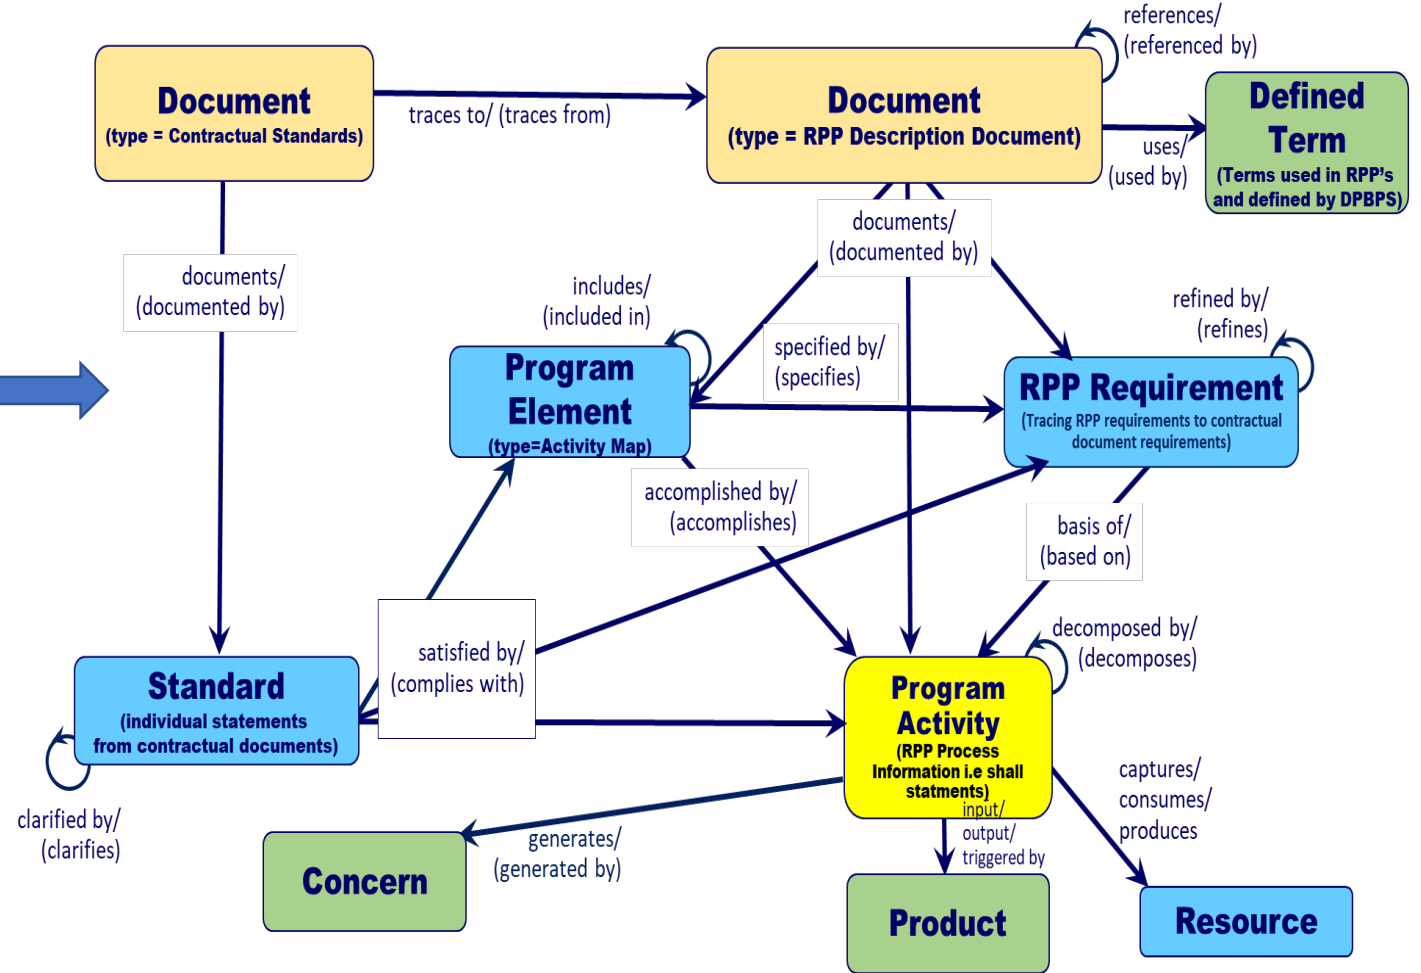 references/
(referenced by)
Document
(type = Contractual Standards)
traces to/ (traces from)
Document
(type = RPP Description Document)
Defined
Term
(Terms used in RPP's
and defined by DPBPS)
uses/
(used by)
documents/
(documented by)
documents/
(documented by)
includes/
(included in)
refined by/
(refines)
specified by/
(specifies)
Program
Element
(type=Activity Map)
RPP Requirement
(Tracing RPP requirements to contractual
document requirements)
accomplished by/
(accomplishes)
basis of/
(based on)
satisfied by/
(complies with)
decomposed by/
(decomposes)
Standard
(individual statements
from contractual documents)
Program
Activity
(RPP Process
Information i.e shall
statments)
clarified by/
(clarifies)
captures/
consumes/
produces
input/
output/
triggered by
generates/
(generated by)
Concern
Product
Resource